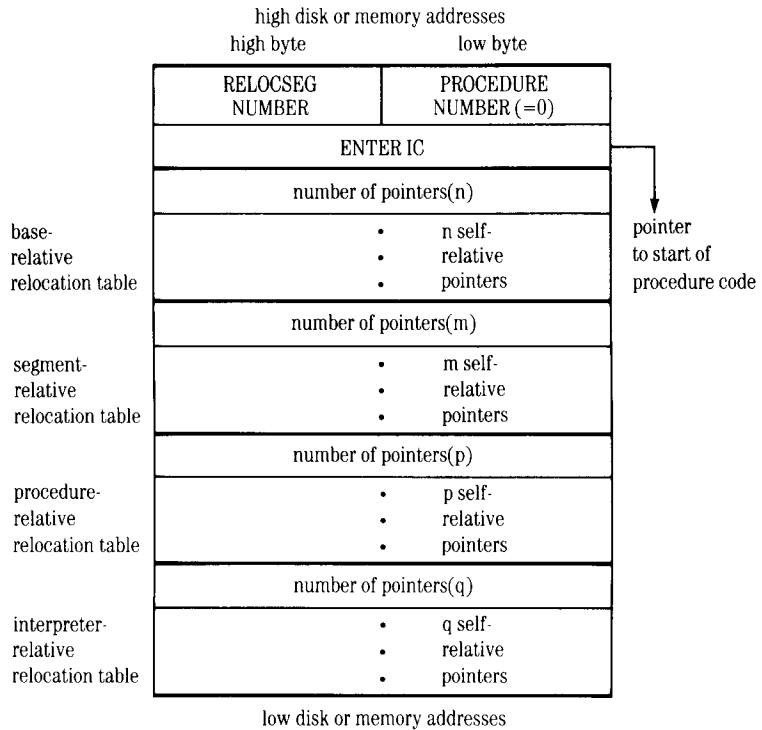 high disk or memory addresses
high byte low byte
RELOCSEG
NUMBER
PROCEDURE
NUMBER (=0)
ENTER IC
number of pointers(n)
base-
relative
relocation table
n self-
relative
pointers
pointer
to start of
procedure code
number of pointers(m)
segment-
relative
relocation table
m self-
relative
pointers
number of pointers(p)
procedure-
relative
relocation table
p self-
relative
pointers
number of pointers(q)
interpreter-
relative
relocation table
q self-
relative
pointers
low disk or memory addresses